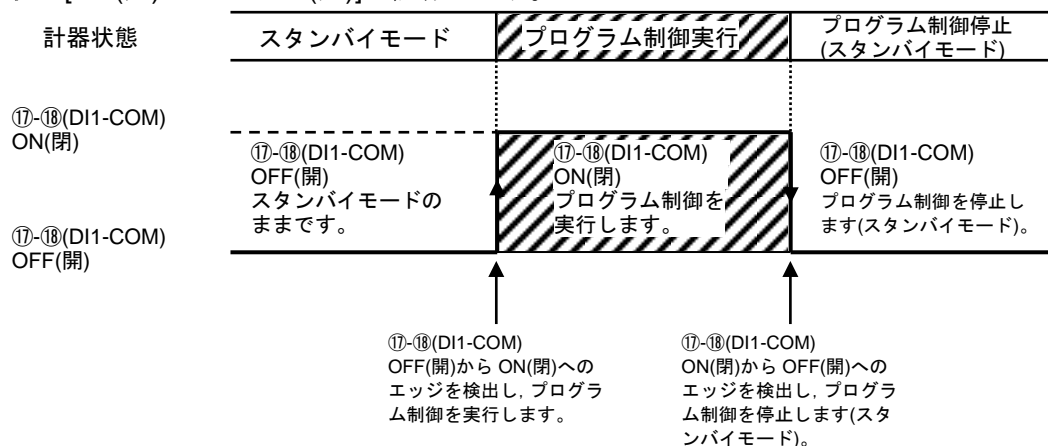 計器状態
スタンバイモード
プログラム制御実行
プログラム制御停止
(スタンバイモード)
⑰-⑱(DI1-COM)
ON(閉)
⑰-⑱(DI1-COM)
OFF(開)
スタンバイモードの
ままです。
⑰-⑱(DI1-COM)
ON(閉)
プログラム制御を
実行します。
⑰-⑱(DI1-COM)
OFF(開)
プログラム制御を停止し
ます(スタンバイモード)。
⑰-⑱(DI1-COM)
OFF(開)
⑰-⑱(DI1-COM)
OFF(開)から ON(閉)への
エッジを検出し, プログラ
ム制御を実行します。
⑰-⑱(DI1-COM)
ON(閉)から OFF(開)への
エッジを検出し, プログラ
ム制御を停止します(スタ
ンバイモード)。